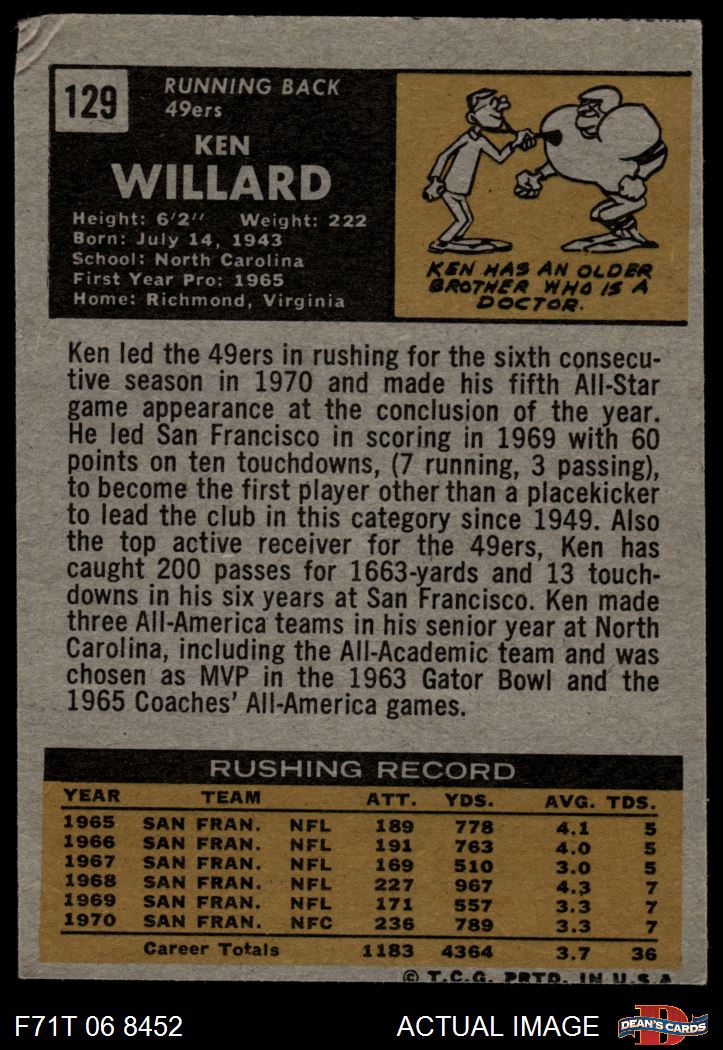 129
RUNNING BACK
49ers
KEN
WILLARD
Height: 6'2" Weight: 222
Born: July 14, 1943
School: North Carolina
First Year Pro: 1965
Home: Richmond, Virginia
KEN HAS AN OLDER
BROTHER WHO IS A
DOCTOR.
Ken led the 49ers in rushing for the sixth consecu-
tive season in 1970 and made his fifth All-Star
game appearance at the conclusion of the year.
He led San Francisco in scoring in 1969 with 60
points on ten touchdowns, (7 running, 3 passing),
to become the first player other than a placekicker
to lead the club in this category since 1949. Also
the top active receiver for the 49ers, Ken has
caught 200 passes for 1663-yards and 13 touch-
downs in his six years at San Francisco. Ken made
three All-America teams in his senior year at North
Carolina, including the All-Academic team and was
chosen as MVP in the 1963 Gator Bowl and the
1965 Coaches' All-America games.
RUSHING RECORD
YEAR TEAM ATT. YDS. AVG. TDS.
1965 SAN FRAN. NFL 189 778 4.1 5
1966 SAN FRAN. NFL 191 763 4.0 5
1967 SAN FRAN. NFL 169 510 3.0 5
1968 SAN FRAN. NFL 227 967 4.3 7
1969 SAN FRAN. NFL 171 557 3.3 7
1970 SAN FRAN. NFC 236 789 3.3 7
Career Totals 1183 4364 3.7 36
© T.C.G. PRTD. IN U.S.A
F71T 06 8452 ACTUAL IMAGE D DEAN'S CARDS